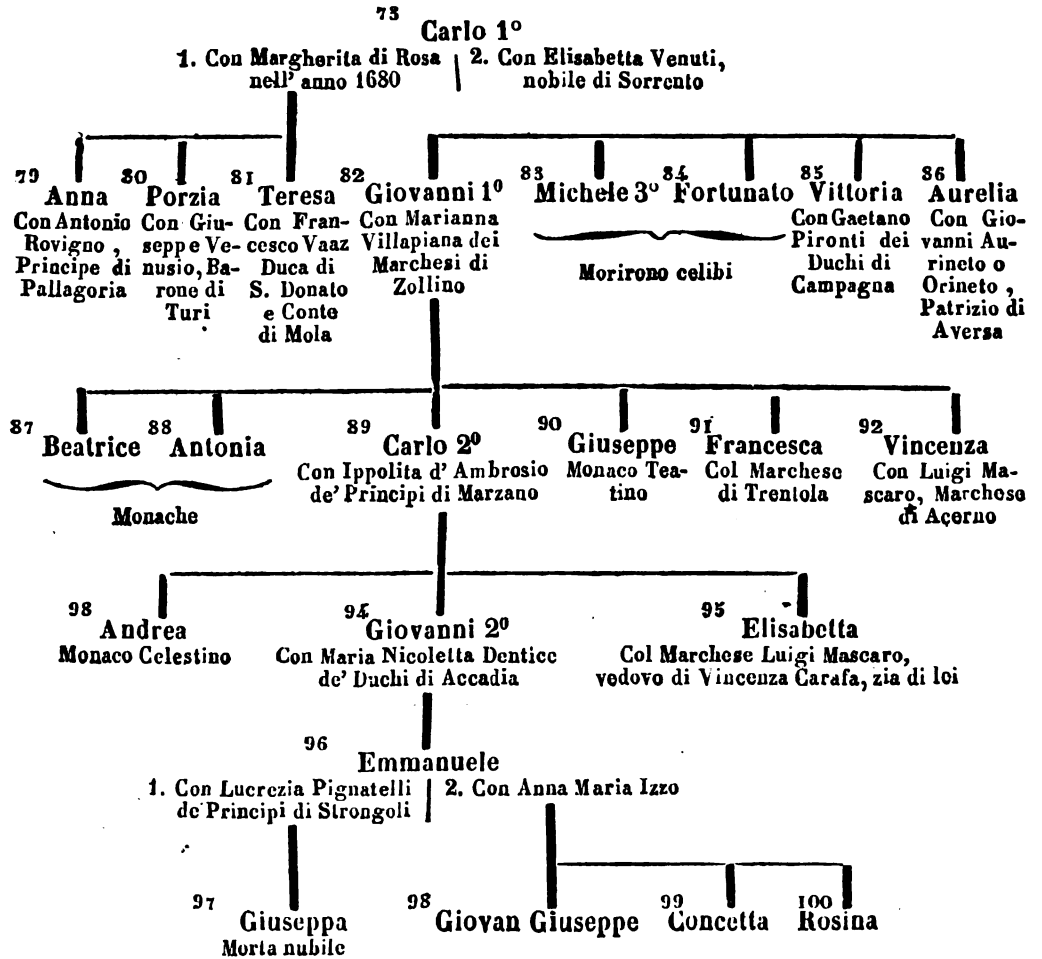 73
Carlo 1º
1. Con Margherita di Rosa
nell' anno 1680
2. Con Elisabetta Venuti,
nobile di Sorrento
79
Anna
Con Antonio
Rovigno,
Principe di
Pallagoria
80
Porzia
Con Giu-
seppe Ve-
nusio, Ba-
rone di
Turi
81
Teresa
Con Fran-
cesco Vaaz
Duca di
S. Donato
e Conte
di Mola
82
Giovanni 1º
Con Marianna
Villapiana dei
Marchesi di
Zollino
83
Michele 3º
84
Fortunato
Morirono celibi
85
Vittoria
Con Gaetano
Pironti dei
Duchi di
Campagna
86
Aurelia
Con Gio-
vanni Au-
rineto o
Orineto,
Patrizio di
Aversa
87
Beatrice
88
Antonia
Monache
89
Carlo 2º
Con Ippolita d' Ambrosio
de' Principi di Marzano
90
Giuseppe
Monaco Tea-
tino
91
Francesca
Col Marchese
di Trentola
92
Vincenza
Con Luigi Ma-
scaro, Marchese
di Acerno
98
Andrea
Monaco Celestino
94
Giovanni 2º
Con Maria Nicoletta Dentice
de' Duchi di Accadia
95
Elisabetta
Col Marchese Luigi Mascaro,
vedovo di Vincenza Carafa, zia di lei
96
Emmanuele
1. Con Lucrezia Pignatelli
de' Principi di Strongoli
2. Con Anna Maria Izzo
97
Giuseppa
Morta nubile
98
Giovan Giuseppe
99
Concetta
100
Rosina